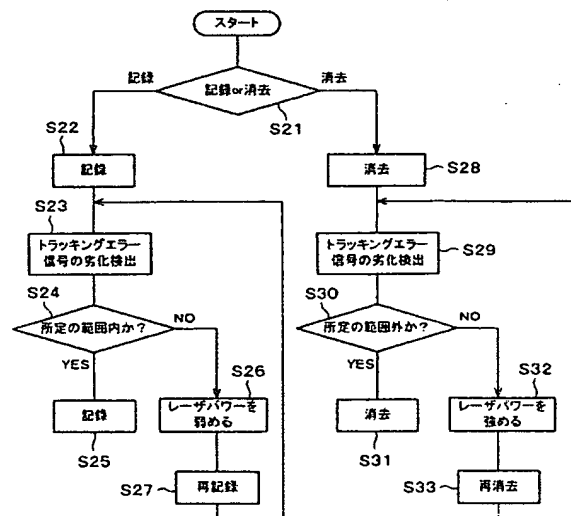 スタート
記録
消去
記録or消去
S21
S22
記録
消去
S28
S23
トラッキングエラー
信号の劣化検出
トラッキングエラー
信号の劣化検出
S29
S24
所定の範囲内か?
NO
YES
S30
所定の範囲外か?
NO
YES
S26
レーザパワーを
弱める
記録
S25
S32
レーザパワーを
強める
消去
S31
S27
再記録
S33
再消去